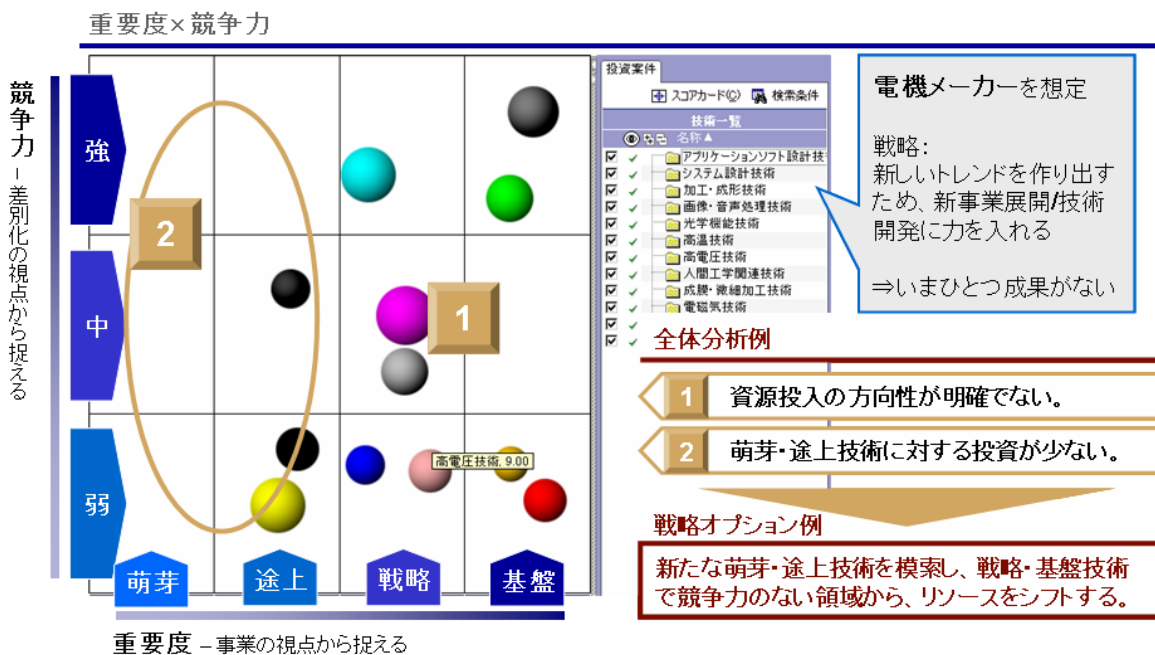 重要度×競争力
競争力 – 差別化の視点から捉える
強
中
弱
2
1
高電圧技術, 9.00
萌芽
途上
戦略
基盤
重要度 – 事業の視点から捉える
投資案件
スコアカード(C) 検索条件
技術一覧
名称▲
アプリケーションソフト設計技
システム設計技術
加工・成形技術
画像・音声処理技術
光学機能技術
高温技術
高電圧技術
人間工学関連技術
成膜・微細加工技術
電磁気技術
電機メーカーを想定
戦略:
新しいトレンドを作り出す
ため、新事業展開/技術
開発に力を入れる
⇒いまひとつ成果がない
全体分析例
1 資源投入の方向性が明確でない。
2 萌芽・途上技術に対する投資が少ない。
戦略オプション例
新たな萌芽・途上技術を模索し、戦略・基盤技術
で競争力のない領域から、リソースをシフトする。